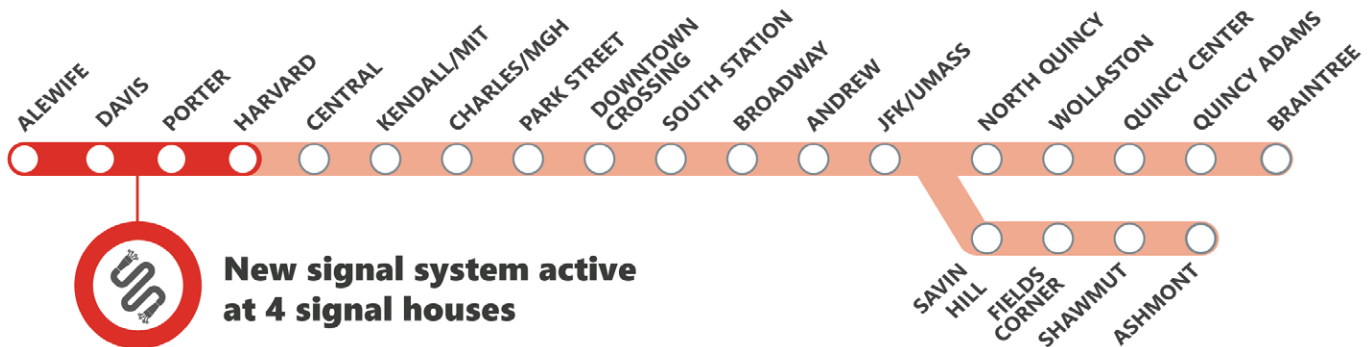 ALEWIFE
DAVIS
PORTER
HARVARD
CENTRAL
KENDALL/MIT
CHARLES/MGH
PARK STREET
DOWNTOWN
CROSSING
SOUTH STATION
BROADWAY
ANDREW
JFK/UMASS
NORTH QUINCY
WOLLASTON
QUINCY CENTER
QUINCY ADAMS
BRAINTREE
SAVIN
HILL
FIELDS
CORNER
SHAWMUT
ASHMONT
New signal system active
at 4 signal houses